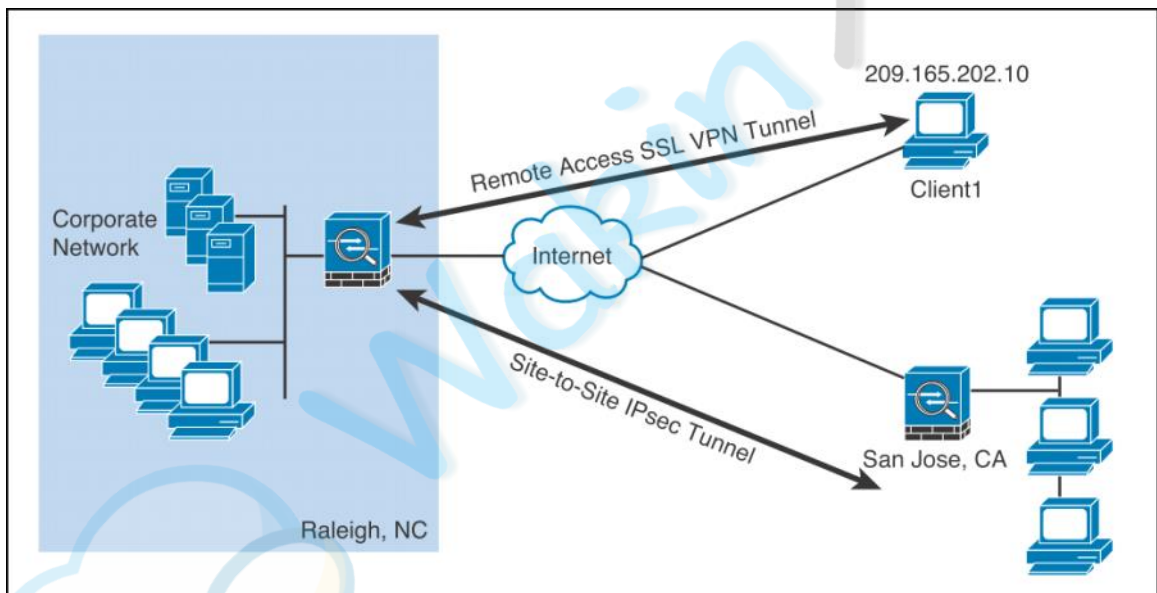 209.165.202.10
Remote Access SSL VPN Tunnel
Client1
Corporate
Network
Internet
Site-to-Site IPsec Tunnel
San Jose, CA
Raleigh, NC
Wakin